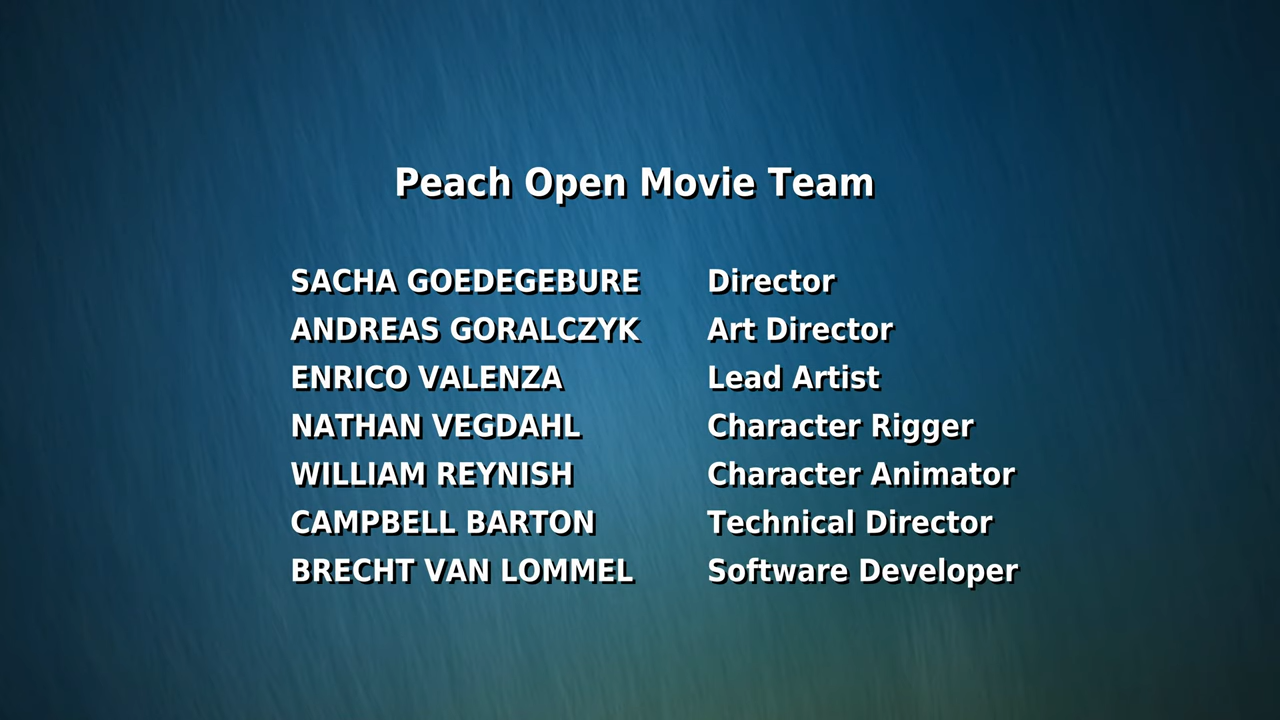 Peach Open Movie Team
SACHA GOEDEGEBURE Director
ANDREAS GORALCZYK Art Director
ENRICO VALENZA Lead Artist
NATHAN VEGDAHL Character Rigger
WILLIAM REYNISH Character Animator
CAMPBELL BARTON Technical Director
BRECHT VAN LOMMEL Software Developer